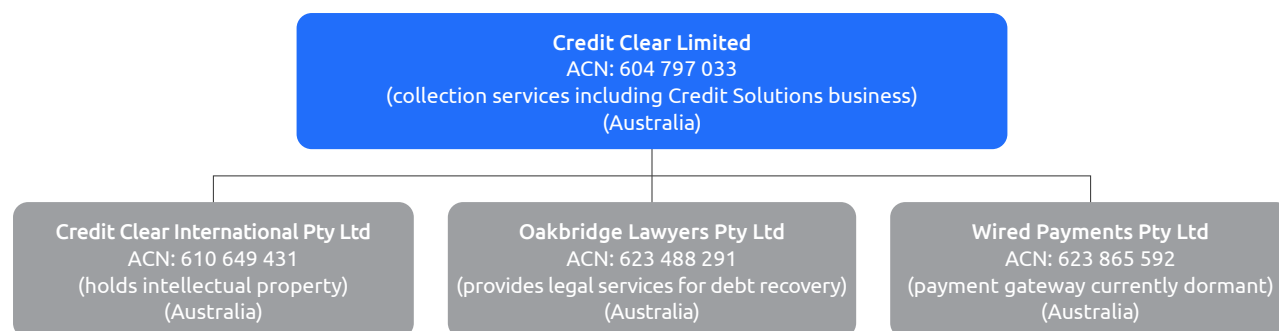 Credit Clear Limited
ACN: 604 797 033
(collection services including Credit Solutions business)
(Australia)
Credit Clear International Pty Ltd
ACN: 610 649 431
(holds intellectual property)
(Australia)
Oakbridge Lawyers Pty Ltd
ACN: 623 488 291
(provides legal services for debt recovery)
(Australia)
Wired Payments Pty Ltd
ACN: 623 865 592
(payment gateway currently dormant)
(Australia)